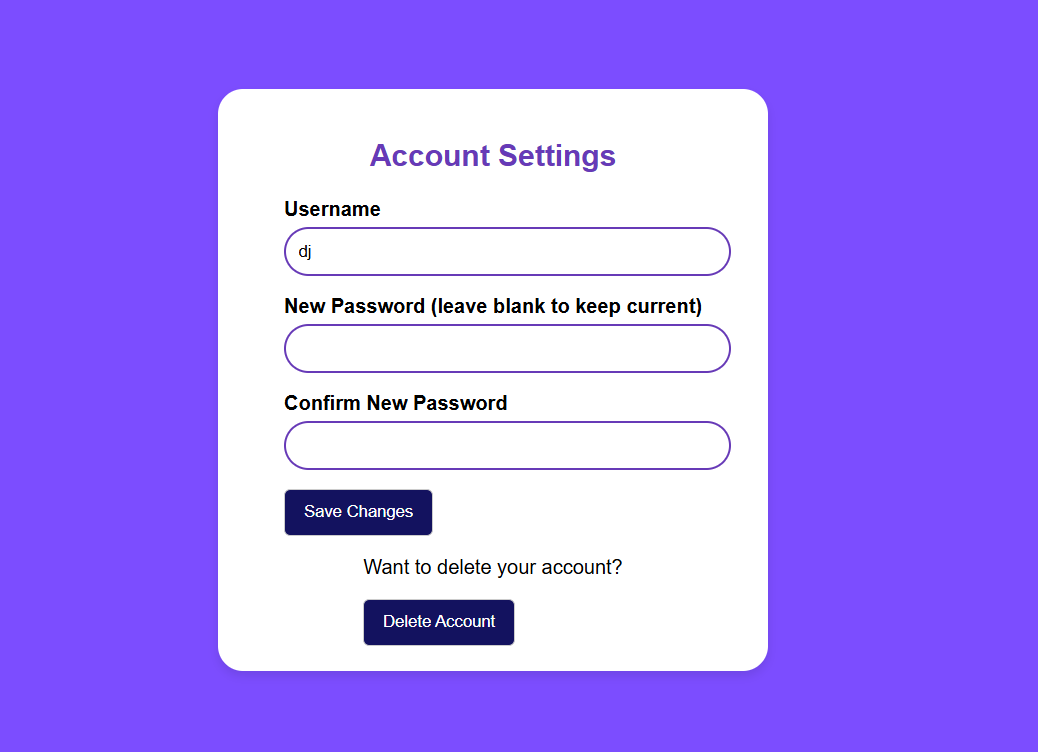 Account Settings
Username
dj
New Password (leave blank to keep current)
Confirm New Password
Save Changes
Want to delete your account?
Delete Account